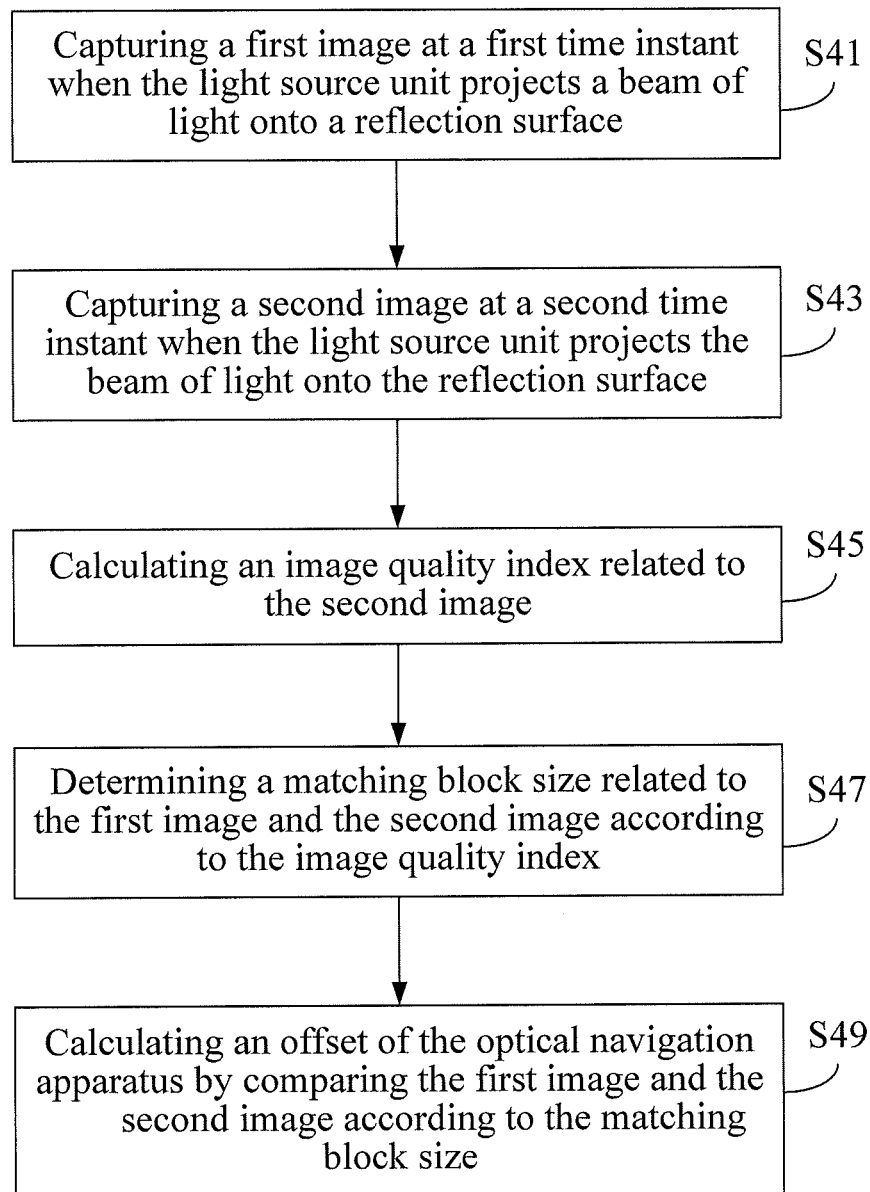 Capturing a first image at a first time instant
when the light source unit projects a beam of
light onto a reflection surface
S41
Capturing a second image at a second time
instant when the light source unit projects the
beam of light onto the reflection surface
S43
Calculating an image quality index related to
the second image
S45
Determining a matching block size related to
the first image and the second image according
to the image quality index
S47
Calculating an offset of the optical navigation
apparatus by comparing the first image and the
second image according to the matching
block size
S49